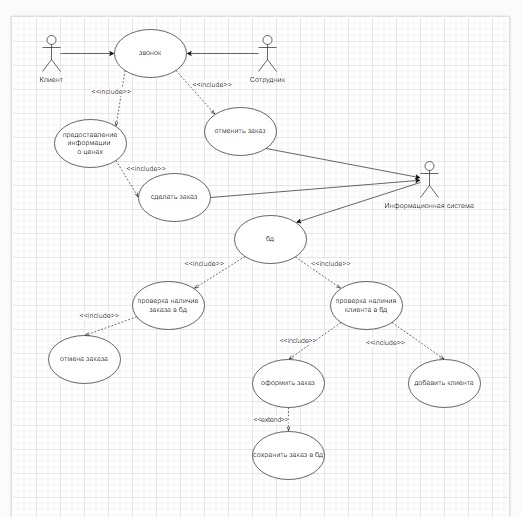 звонок
Клиент
Сотрудник
<<include>>
<<include>>
предоставление
информации
о ценах
отменить заказ
<<include>>
сделать заказ
Информационная система
бд
<<include>>
<<include>>
проверка наличие
заказа в бд
проверка наличия
клиента в бд
<<include>>
<<include>>
<<include>>
отмена заказа
оформить заказ
добавить клиента
<<extend>>
сохранить заказ в бд